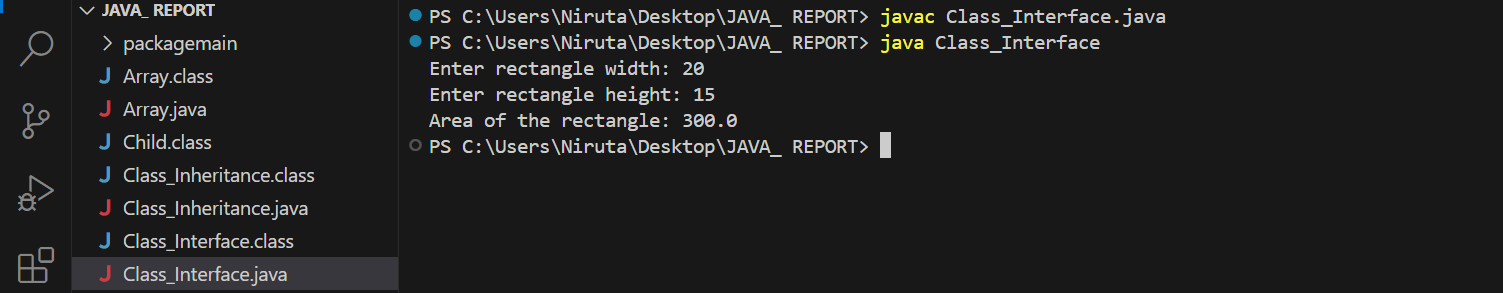 JAVA_ REPORT
packagemain
J Array.class
J Array.java
J Child.class
J Class_Inheritance.class
J Class_Inheritance.java
J Class_Interface.class
J Class_Interface.java
PS C:\Users\Niruta\Desktop\JAVA_ REPORT> javac Class_Interface.java
PS C:\Users\Niruta\Desktop\JAVA_ REPORT> java Class_Interface
Enter rectangle width: 20
Enter rectangle height: 15
Area of the rectangle: 300.0
PS C:\Users\Niruta\Desktop\JAVA_ REPORT>